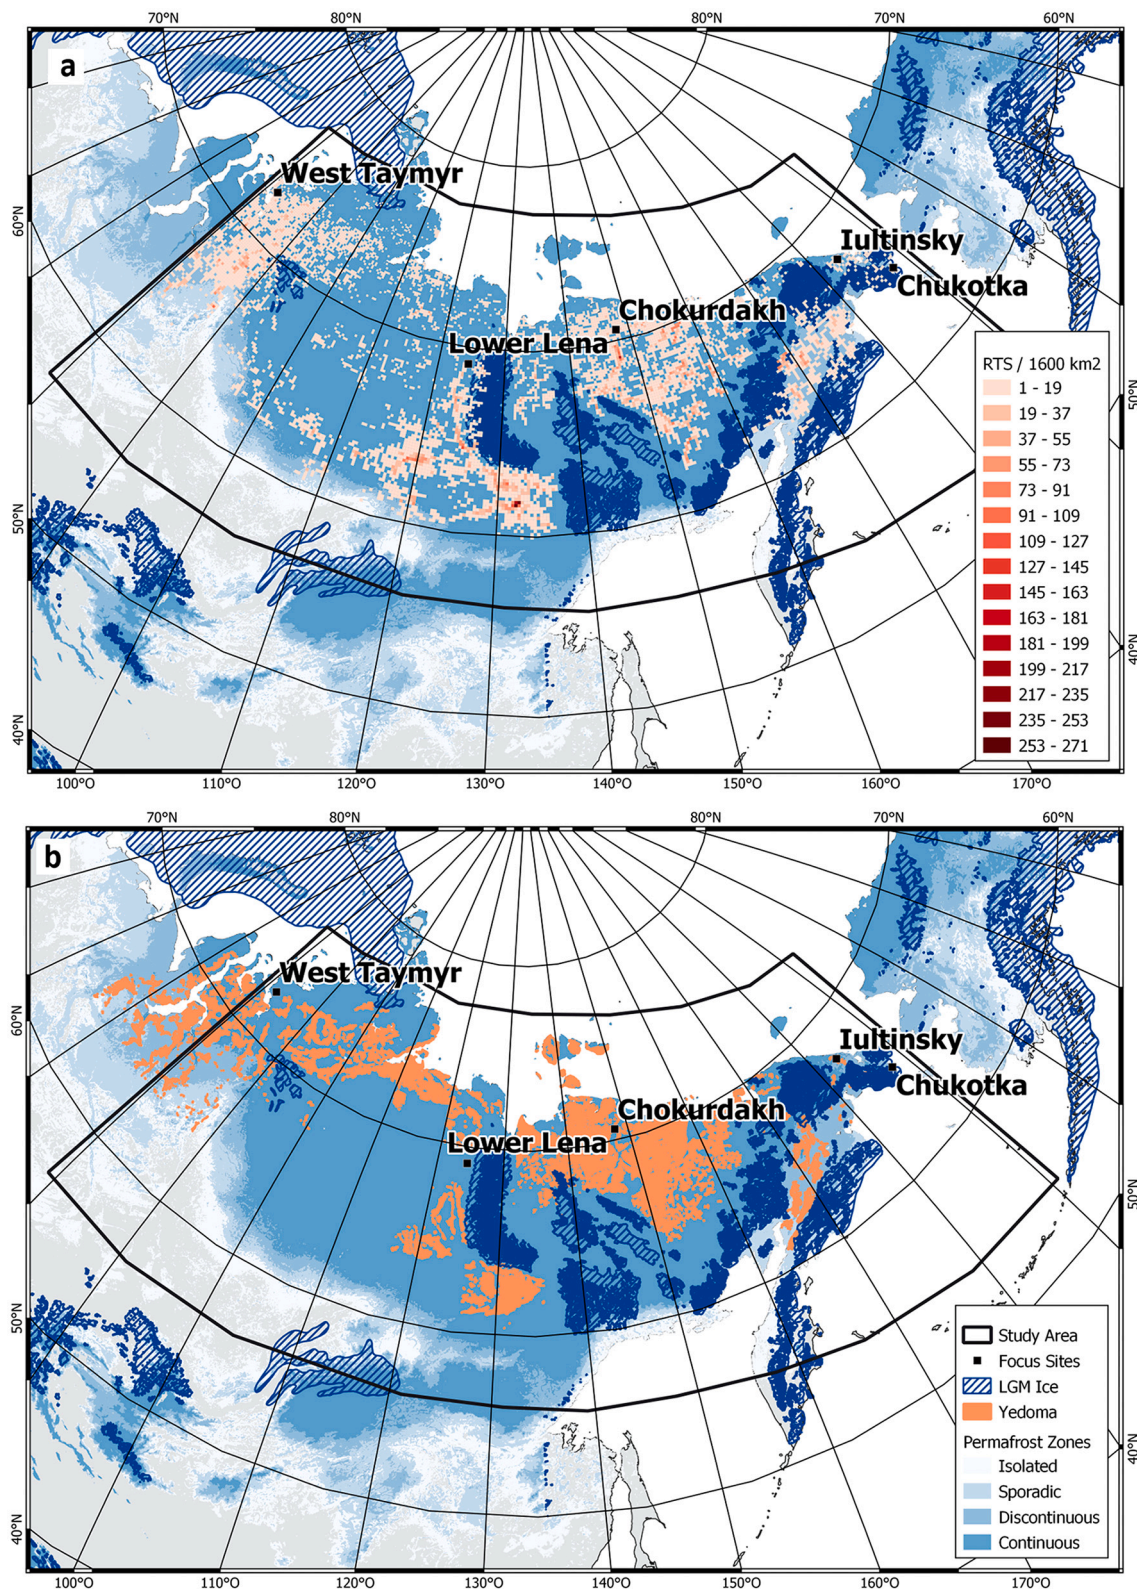 70°N 80°N 80°N 70°N 60°N
a
West Taymyr
60°N
Iultinsky
Chukotka
Chokurdakh
Lower Lena
RTS / 1600 km2
1 - 19
50°N
19 - 37
37 - 55
55 - 73
73 - 91
50°N
91 - 109
109 - 127
127 - 145
145 - 163
163 - 181
181 - 199
40°N
199 - 217
217 - 235
40°N
235 - 253
253 - 271
100°O 110°O 120°O 130°O 140°O 150°O 160°O 170°O
70°N 80°N 80°N 70°N 60°N
b
West Taymyr
60°N
Iultinsky
Chukotka
Chokurdakh
Lower Lena
50°N
50°N
Study Area
Focus Sites
LGM Ice
Yedoma
Permafrost Zones
40°N
Isolated
Sporadic
Discontinuous
40°N
Continuous
100°O 110°O 120°O 130°O 140°O 150°O 160°O 170°O